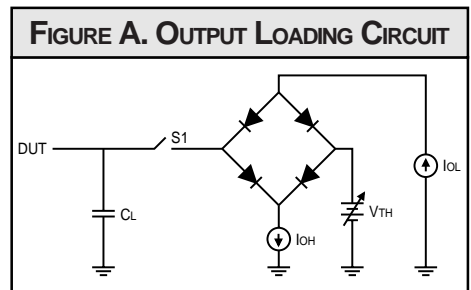 FIGURE A. OUTPUT LOADING CIRCUIT
DUT
S1
IOL
CL
VTH
IOH